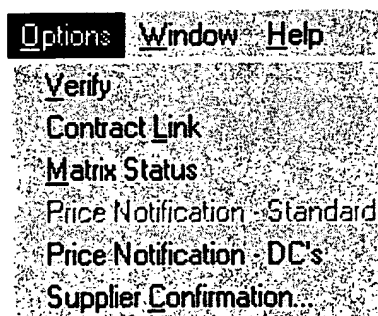 Options Window Help
Verify
Contract Link
Matrix Status
Price Notification - Standard
Price Notification - DC's
Supplier Confirmation...